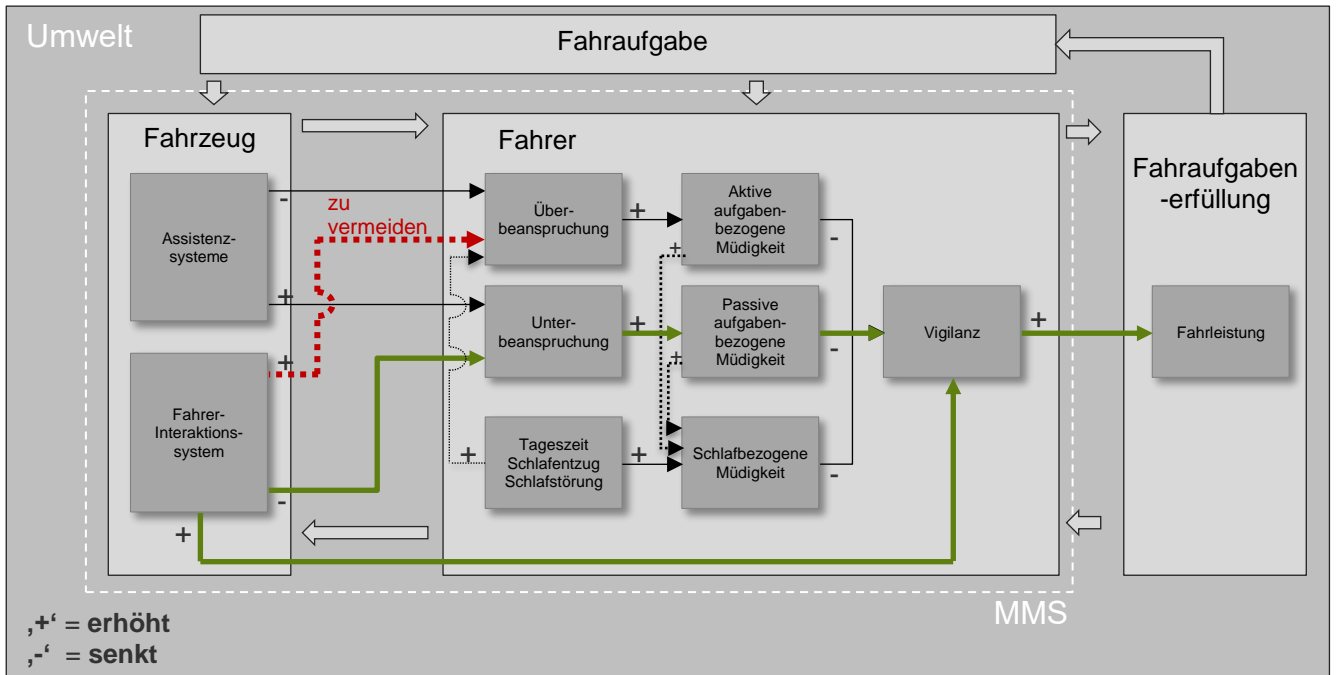 Umwelt
Fahraufgabe
Fahrzeug
Fahrer
Fahraufgaben
-erfüllung
Assistenz-
systeme
-
+
zu
vermeiden
Über-
beanspruchung
+
Aktive
aufgaben-
bezogene
Müdigkeit
-
+
Unter-
beanspruchung
+
Passive
aufgaben-
bezogene
Müdigkeit
-
+
Vigilanz
+
Fahrleistung
Fahrer-
Interaktions-
system
+
-
+
Tageszeit
Schlafentzug
Schlafstörung
+
+
Schlafbezogene
Müdigkeit
-
MMS
‚+‘ = erhöht
‚-‘ = senkt